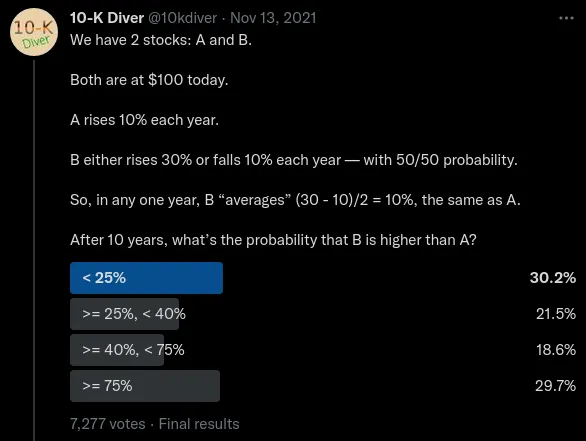 10-K
Diver
10-K Diver @10kdiver · Nov 13, 2021
We have 2 stocks: A and B.
Both are at $100 today.
A rises 10% each year.
B either rises 30% or falls 10% each year — with 50/50 probability.
So, in any one year, B “averages” (30 - 10)/2 = 10%, the same as A.
After 10 years, what’s the probability that B is higher than A?
< 25% 30.2%
>= 25%, < 40% 21.5%
>= 40%, < 75% 18.6%
>= 75% 29.7%
7,277 votes · Final results